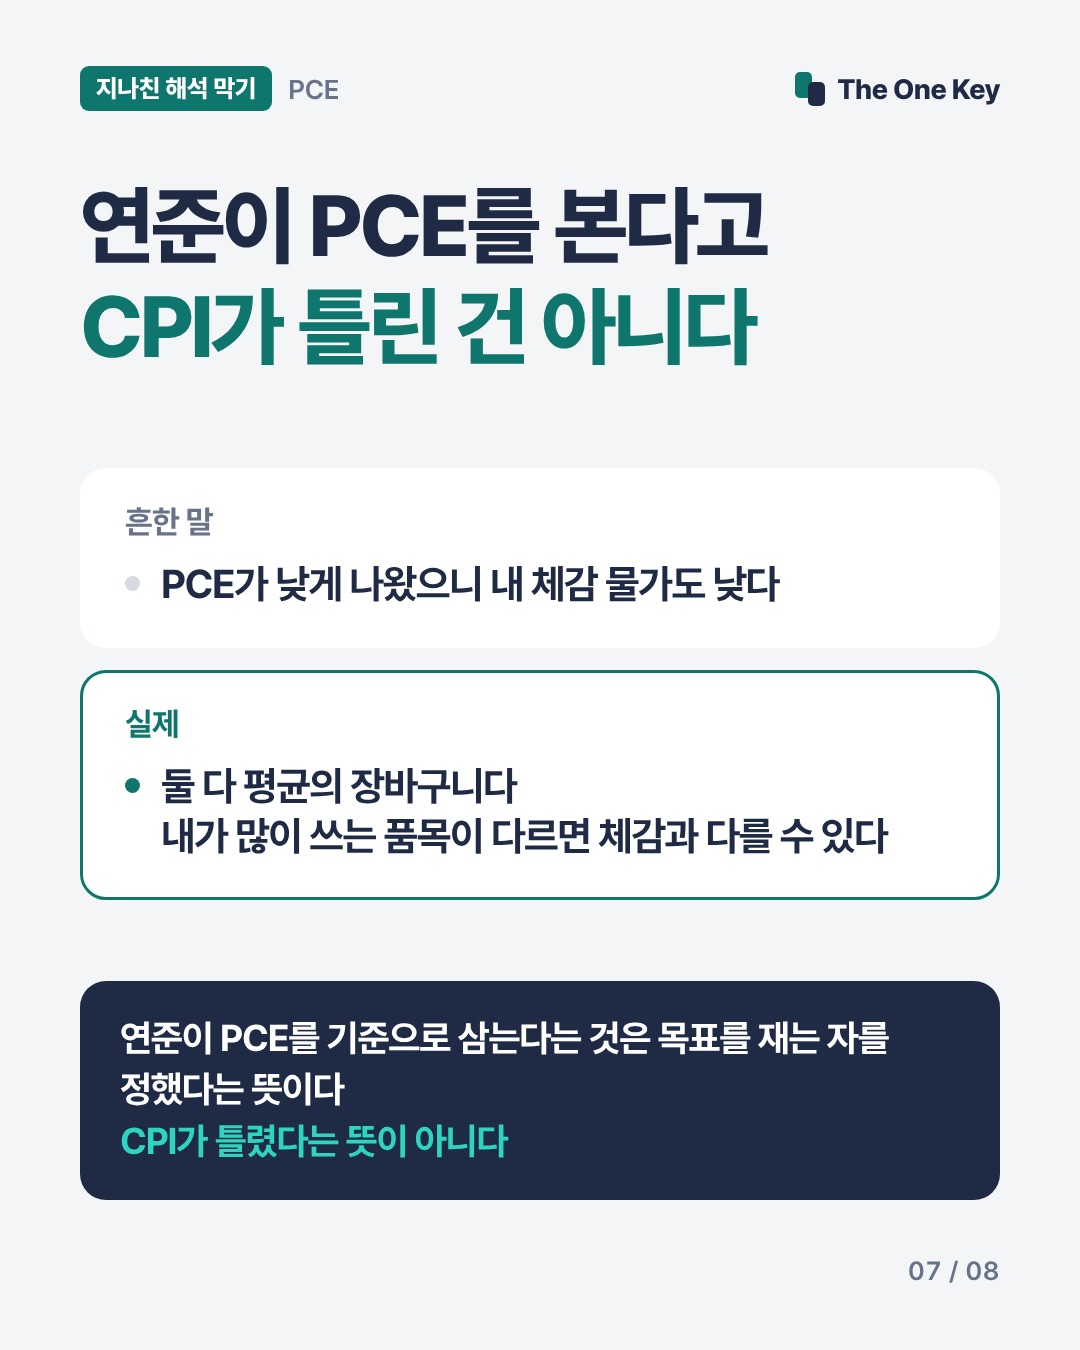 지나친 해석 막기 PCE
The One Key
연준이 PCE를 본다고
CPI가 틀린 건 아니다
흔한 말
PCE가 낮게 나왔으니 내 체감 물가도 낮다
실제
둘 다 평균의 장바구니다
내가 많이 쓰는 품목이 다르면 체감과 다를 수 있다
연준이 PCE를 기준으로 삼는다는 것은 목표를 재는 자를
정했다는 뜻이다
CPI가 틀렸다는 뜻이 아니다
07 / 08